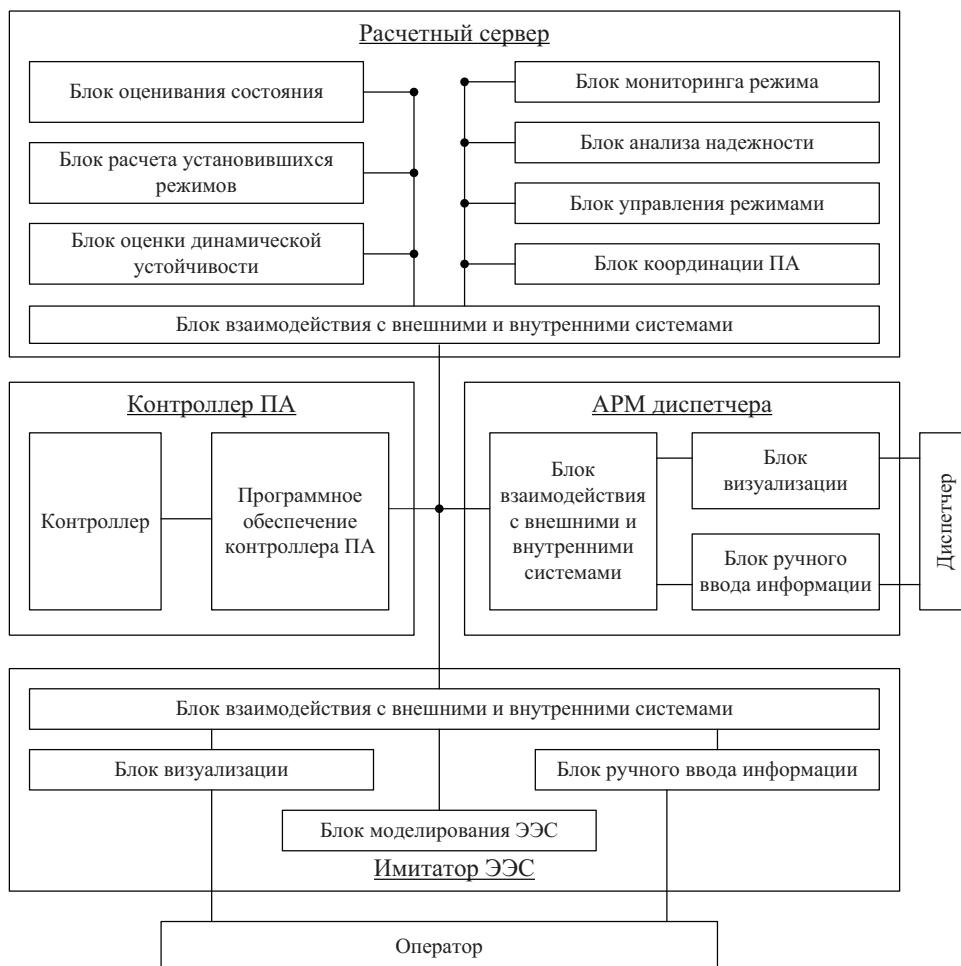 Расчетный сервер
Блок оценивания состояния
Блок расчета установившихся
режимов
Блок оценки динамической
устойчивости
Блок мониторинга режима
Блок анализа надежности
Блок управления режимами
Блок координации ПА
Блок взаимодействия с внешними и внутренними системами
Контроллер ПА
Контроллер
Программное
обеспечение
контроллера ПА
АРМ диспетчера
Блок
взаимодействия
с внешними и
внутренними
системами
Блок
визуализации
Блок ручного
ввода информации
Диспетчер
Блок взаимодействия с внешними и внутренними системами
Блок визуализации
Блок ручного ввода информации
Блок моделирования ЭЭС
Имитатор ЭЭС
Оператор